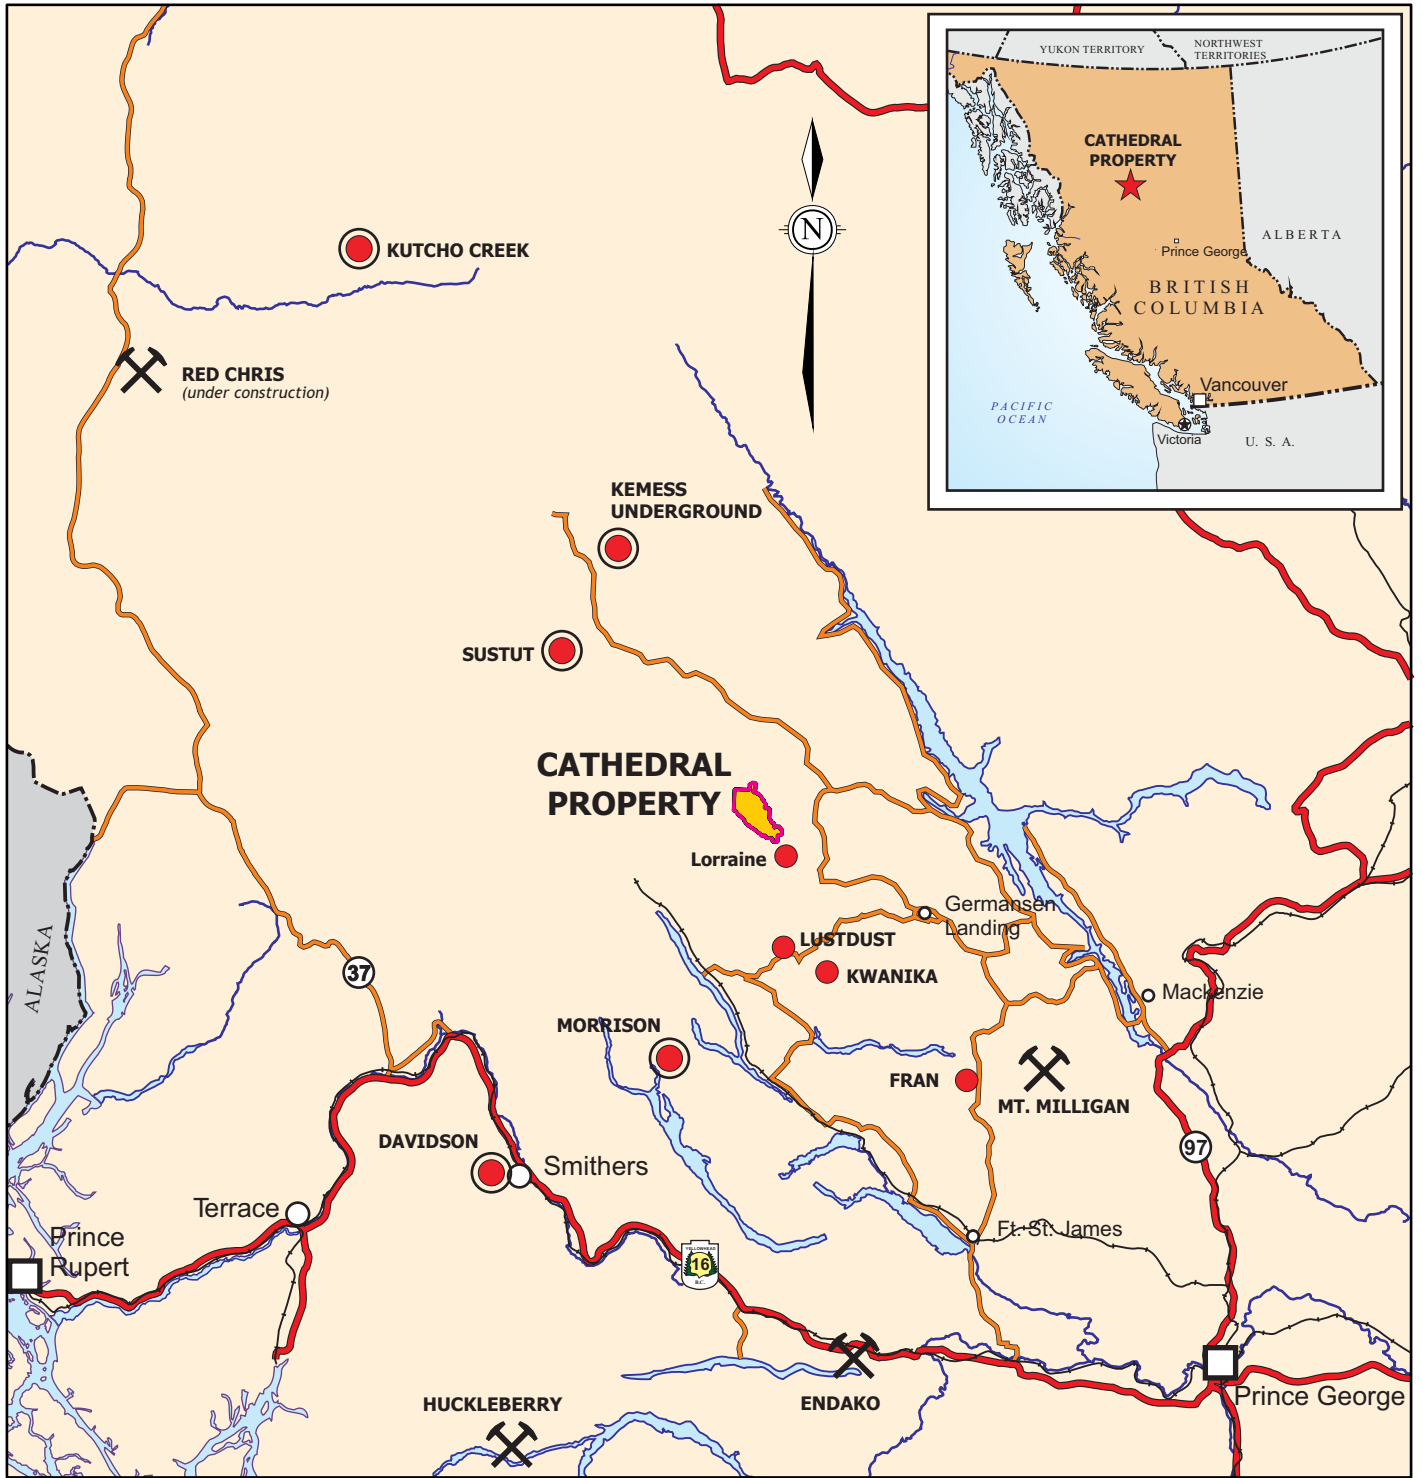 YUKON TERRITORY
NORTHWEST
TERRITORIES
CATHEDRAL
PROPERTY
ALBERTA
Prince George
BRITISH
COLUMBIA
PACIFIC
OCEAN
Vancouver
Victoria
U. S. A.
N
KUTCHO CREEK
RED CHRIS
(under construction)
KEMESS
UNDERGROUND
SUSTUT
CATHEDRAL
PROPERTY
Lorraine
Germansen
Landing
ALASKA
LUSTDUST
37
KWANIKA
Mackenzie
MORRISON
FRAN
MT. MILLIGAN
DAVIDSON
97
Smithers
Terrace
Ft. St. James
Prince
Rupert
YELLOWHEAD
16
B.C.
Prince George
HUCKLEBERRY
ENDAKO